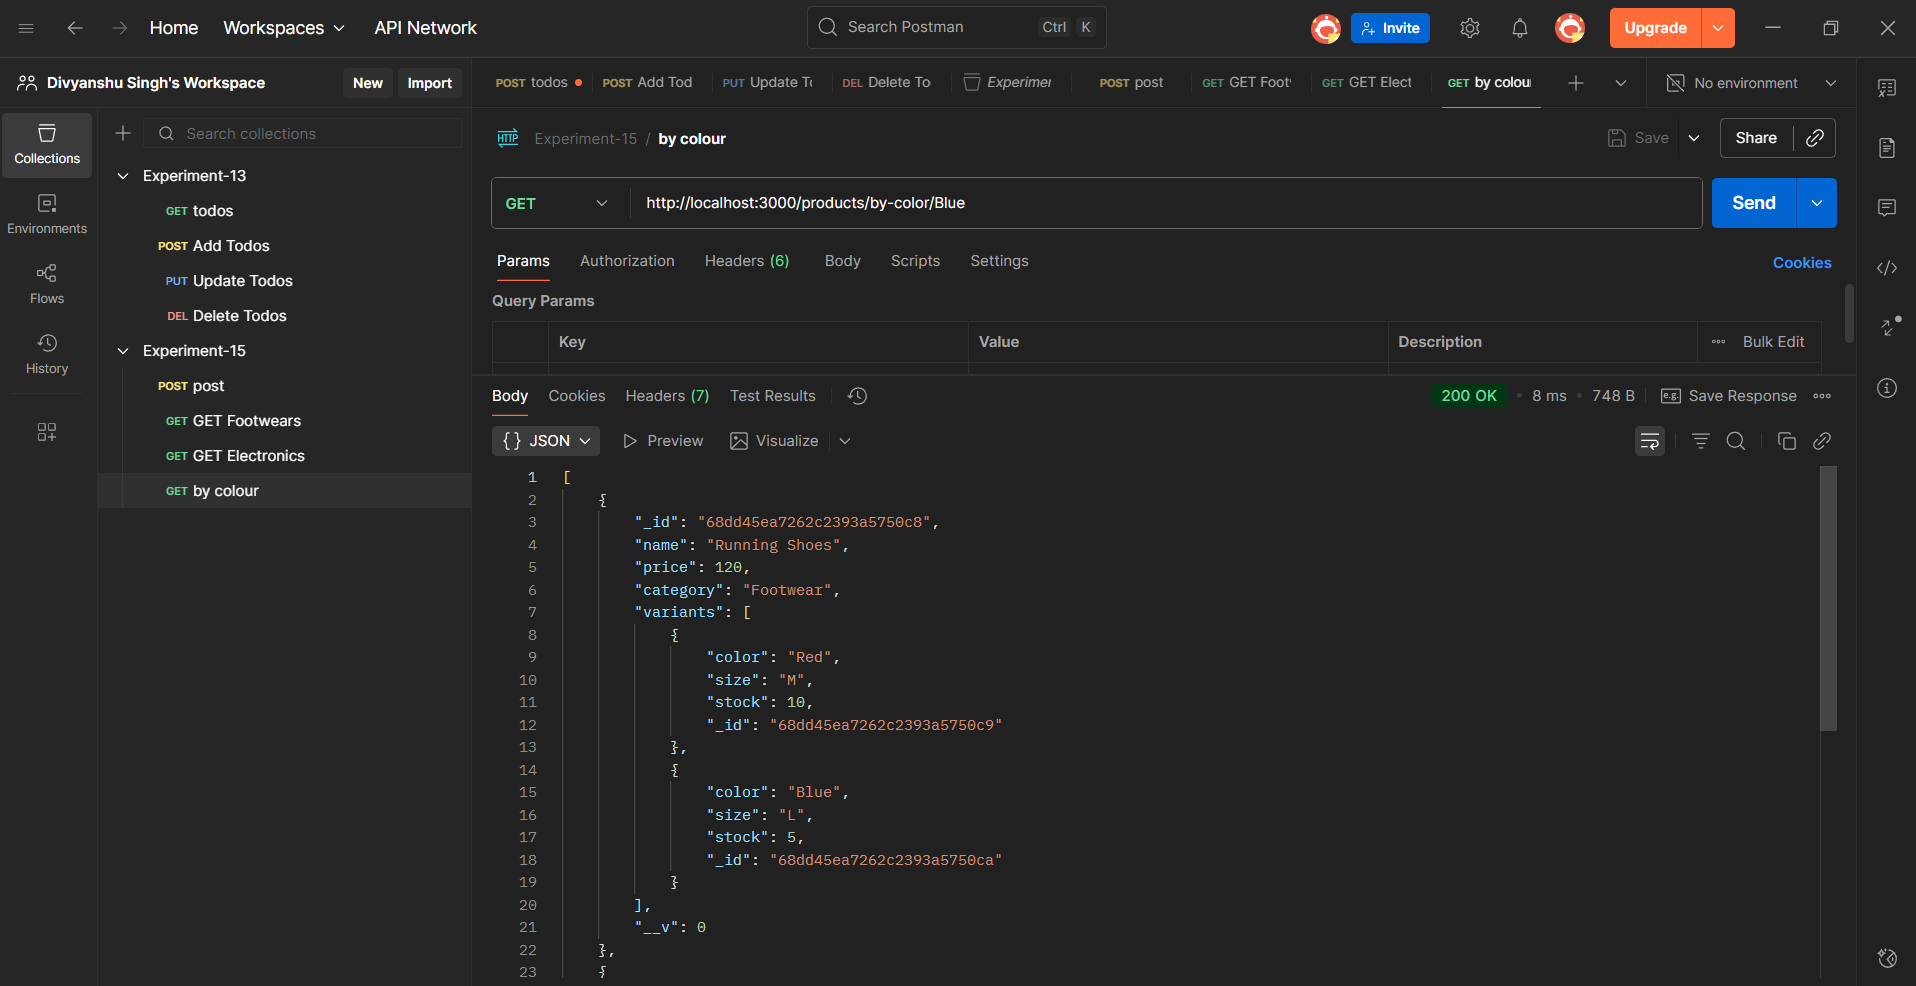 Home Workspaces API Network Search Postman Ctrl K Invite Upgrade
Divyanshu Singh's Workspace New Import
POST todos POST Add Tod PUT Update T DEL Delete To Experimer POST post GET GET Foot GET GET Elect GET by colou No environment
Collections
Environments
Flows
History
Search collections
Experiment-13
GET todos
POST Add Todos
PUT Update Todos
DEL Delete Todos
Experiment-15
POST post
GET GET Footwears
GET GET Electronics
GET by colour
HTTP Experiment-15 / by colour Save Share
GET http://localhost:3000/products/by-color/Blue Send
Params Authorization Headers (6) Body Scripts Settings Cookies
Query Params
Key Value Description Bulk Edit
Body Cookies Headers (7) Test Results 200 OK • 8 ms • 748 B e.g. Save Response
{} JSON Preview Visualize
1 [
2 {
3 "_id": "68dd45ea7262c2393a5750c8",
4 "name": "Running Shoes",
5 "price": 120,
6 "category": "Footwear",
7 "variants": [
8 {
9 "color": "Red",
10 "size": "M",
11 "stock": 10,
12 "_id": "68dd45ea7262c2393a5750c9"
13 },
14 {
15 "color": "Blue",
16 "size": "L",
17 "stock": 5,
18 "_id": "68dd45ea7262c2393a5750ca"
19 }
20 ],
21 "__v": 0
22 },
23 {